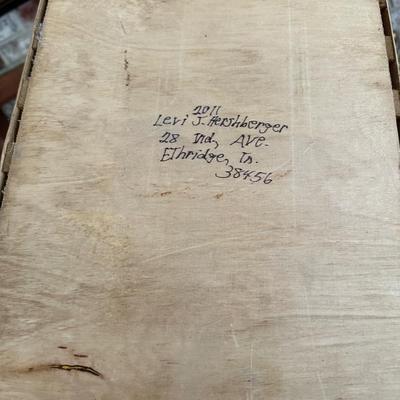 2011
Levi J. Hershberger
28 Ind, Ave.
Ethridge, Tn.
38456